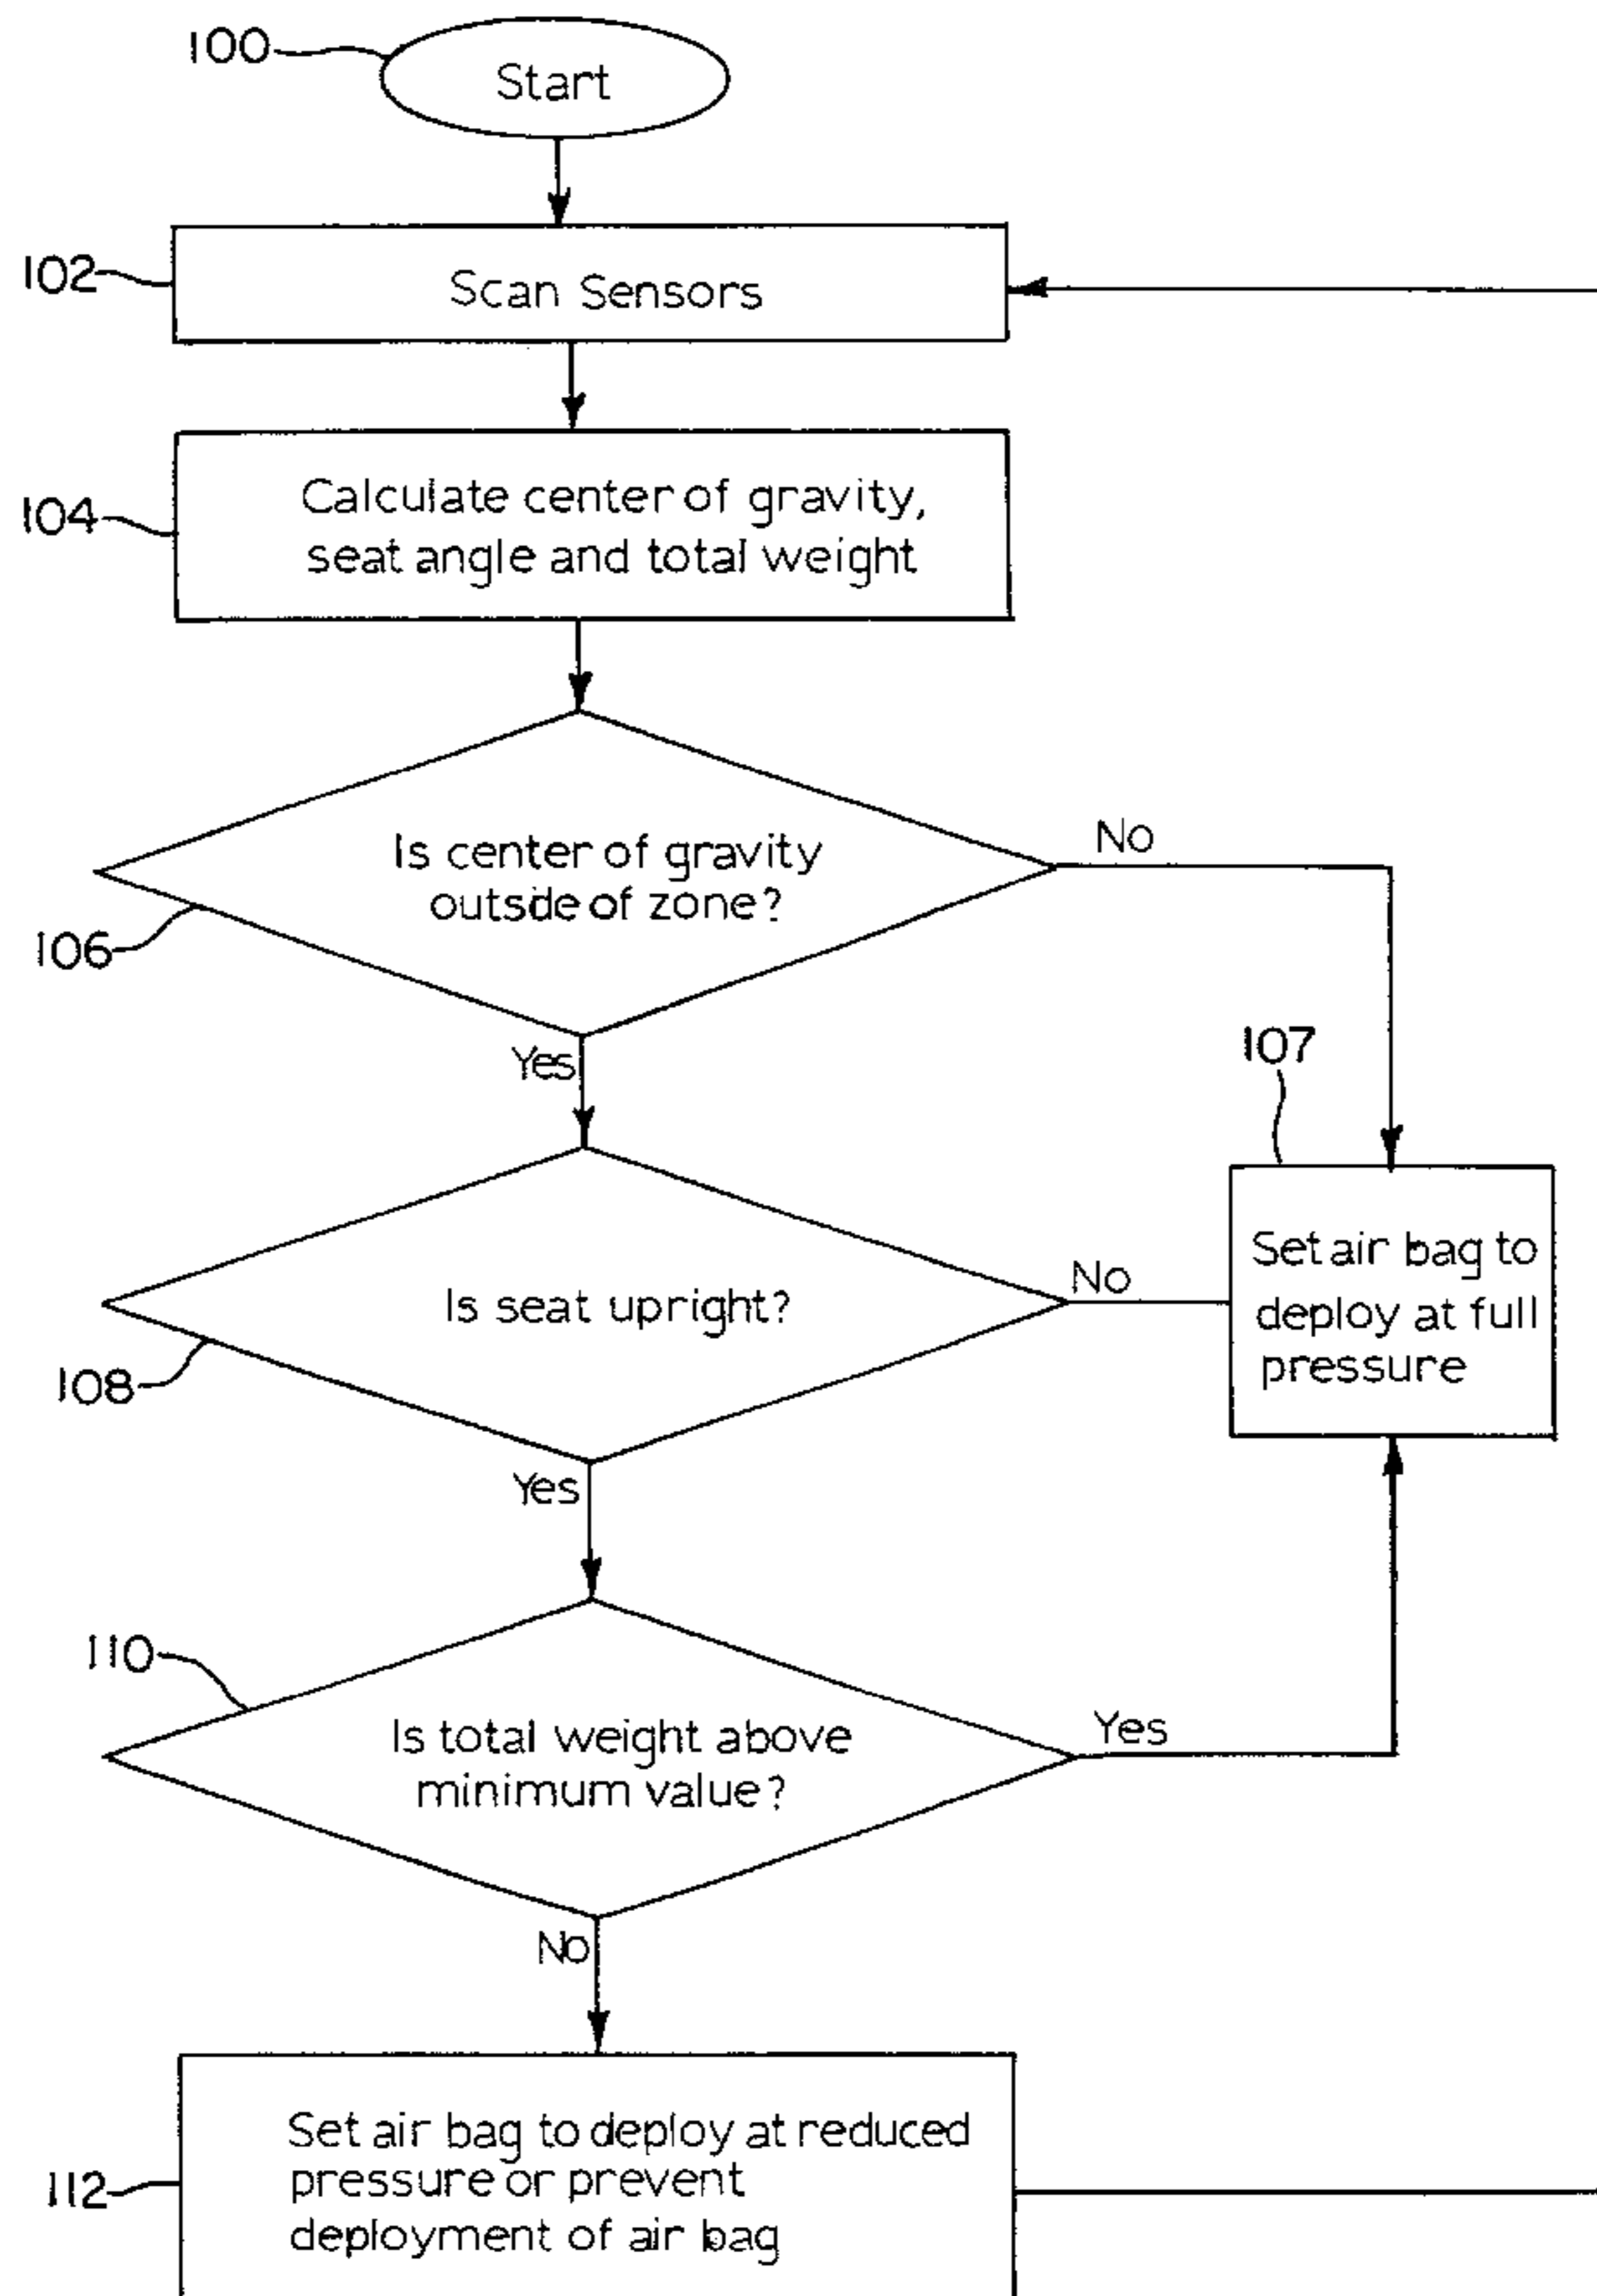 100
Start
102
Scan Sensors
104
Calculate center of gravity,
seat angle and total weight
Is center of gravity
outside of zone?
No
106
Yes
107
Is seat upright?
No
Set air bag to
deploy at full
pressure
108
Yes
110
Is total weight above
minimum value?
Yes
No
Set air bag to deploy at reduced
pressure or prevent
deployment of air bag
112